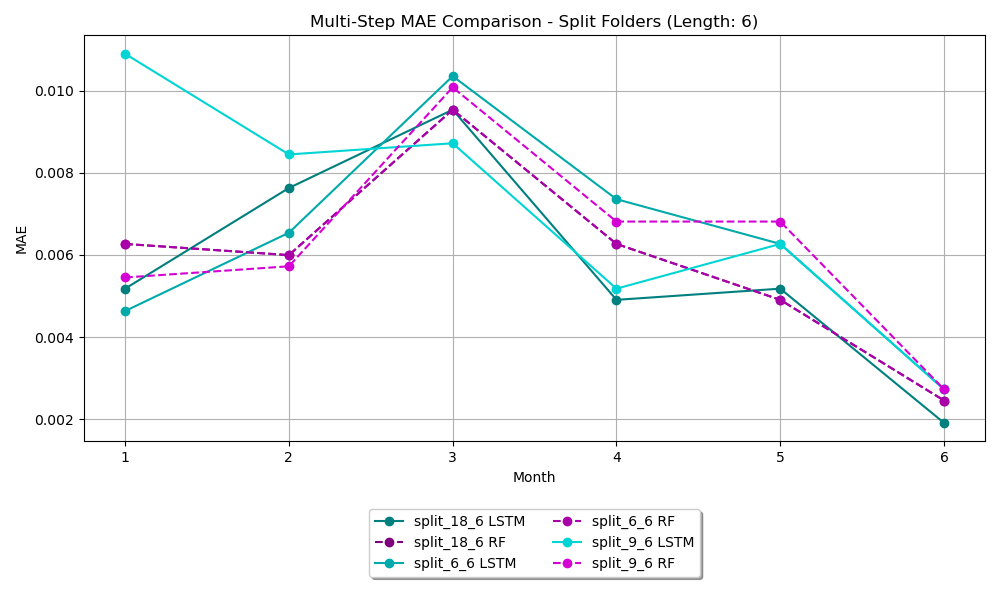 Multi-Step MAE Comparison - Split Folders (Length: 6)
0.010
0.008
0.006
0.004
0.002
MAE
1 2 3 4 5 6
Month
split_18_6 LSTM
split_18_6 RF
split_6_6 LSTM
split_6_6 RF
split_9_6 LSTM
split_9_6 RF